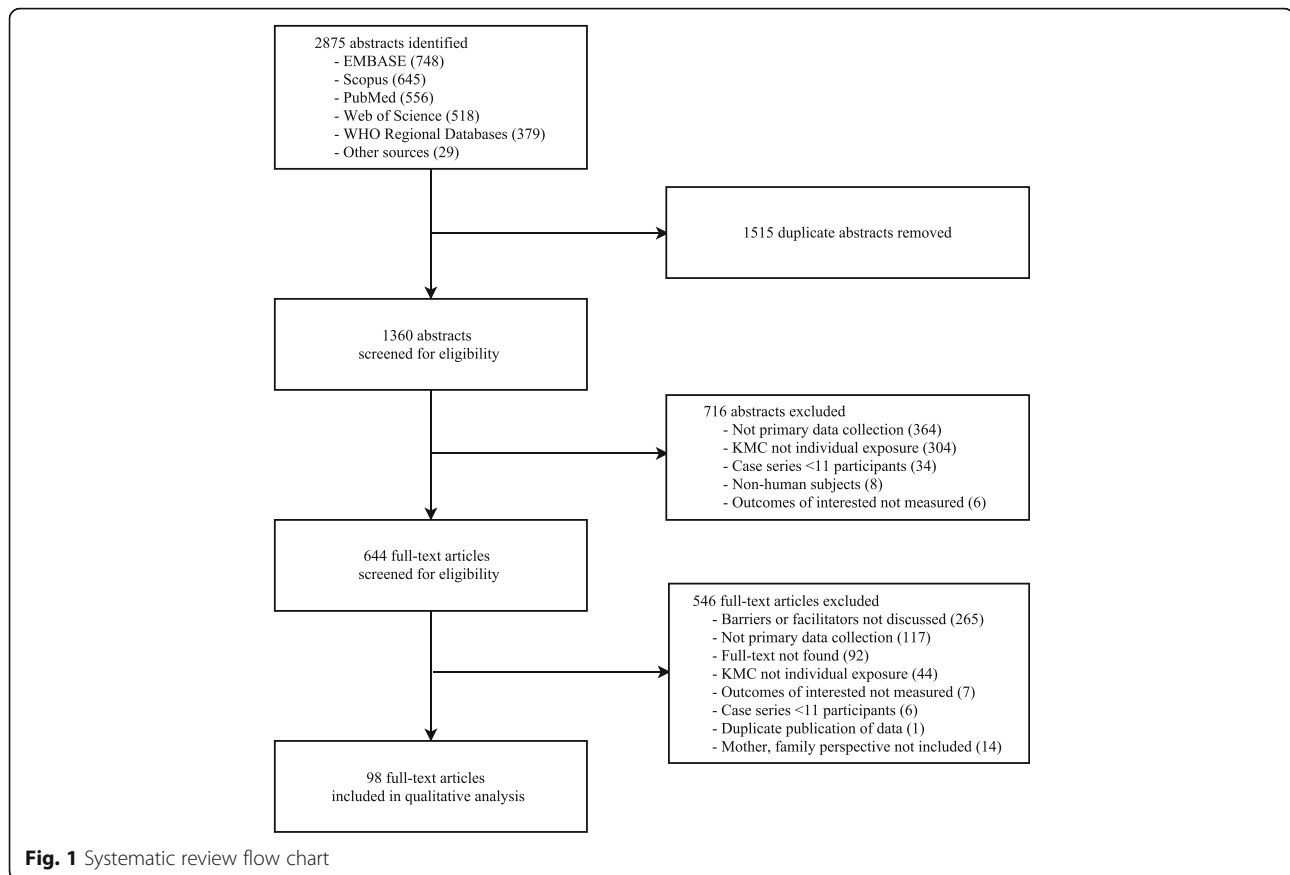 2875 abstracts identified
- EMBASE (748)
- Scopus (645)
- PubMed (556)
- Web of Science (518)
- WHO Regional Databases (379)
- Other sources (29)
1515 duplicate abstracts removed
1360 abstracts
screened for eligibility
716 abstracts excluded
- Not primary data collection (364)
- KMC not individual exposure (304)
- Case series <11 participants (34)
- Non-human subjects (8)
- Outcomes of interested not measured (6)
644 full-text articles
screened for eligibility
546 full-text articles excluded
- Barriers or facilitators not discussed (265)
- Not primary data collection (117)
- Full-text not found (92)
- KMC not individual exposure (44)
- Outcomes of interested not measured (7)
- Case series <11 participants (6)
- Duplicate publication of data (1)
- Mother, family perspective not included (14)
98 full-text articles
included in qualitative analysis
Fig. 1 Systematic review flow chart